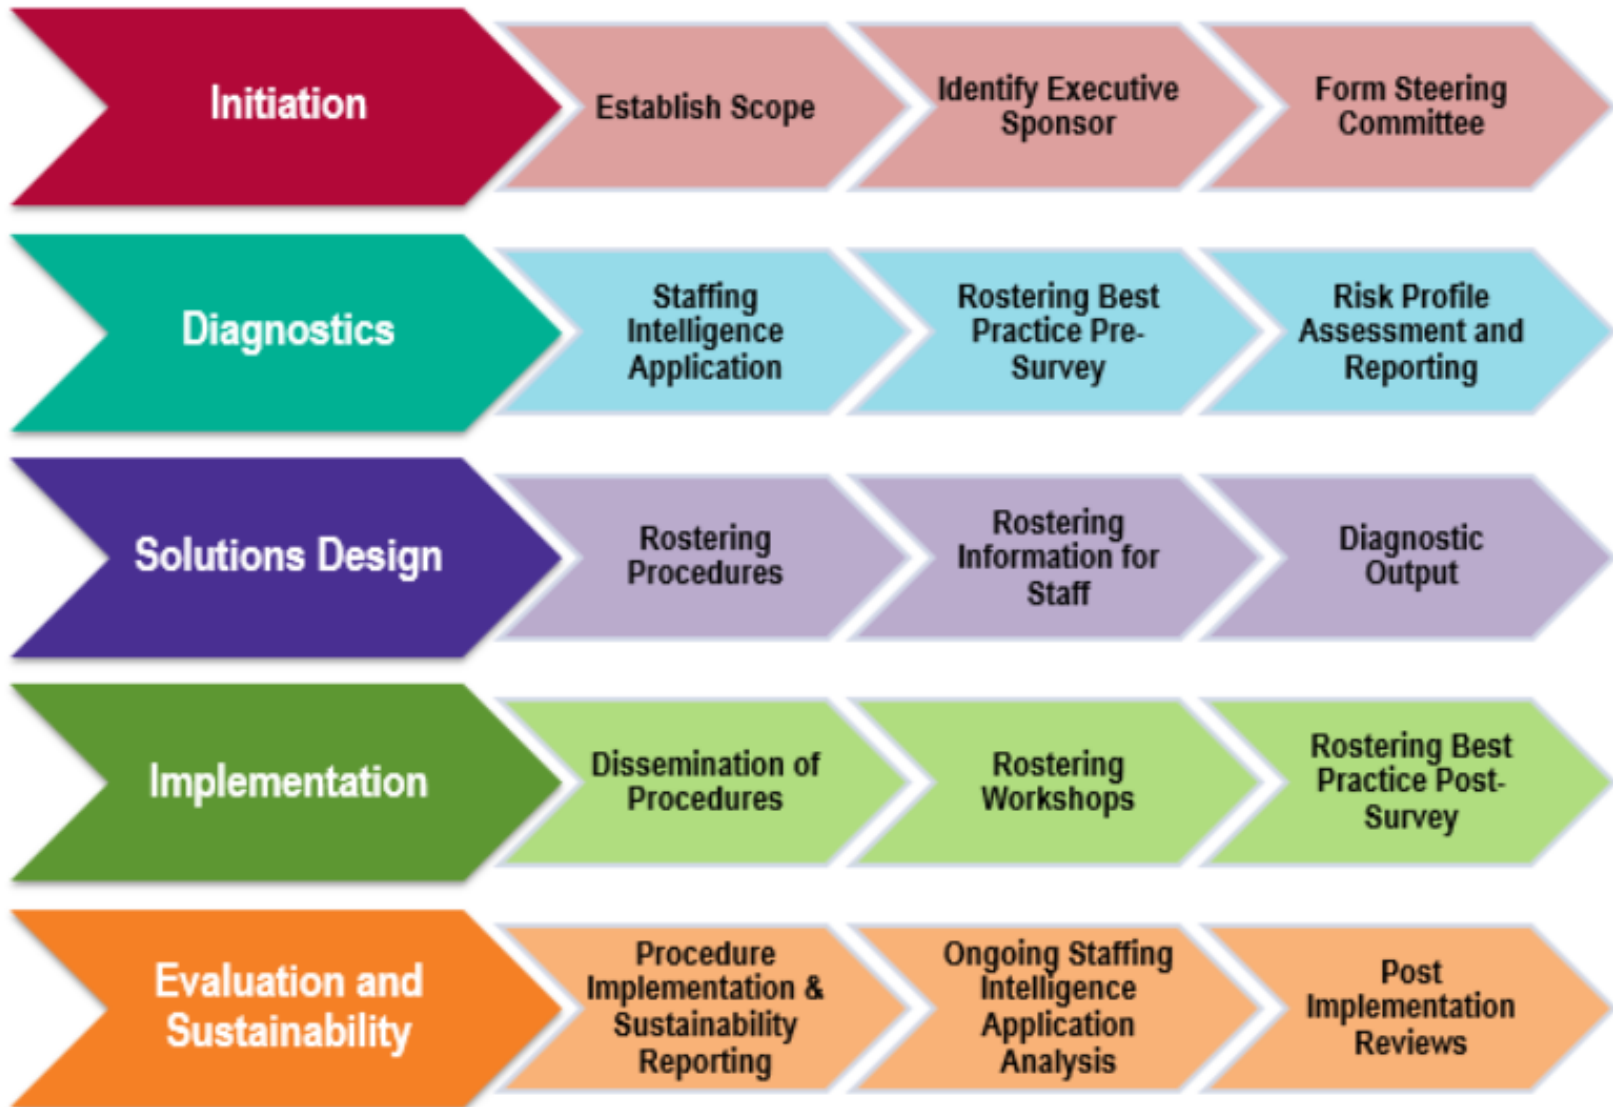 Initiation
Establish Scope
Identify Executive
Sponsor
Form Steering
Committee
Diagnostics
Staffing
Intelligence
Application
Rostering Best
Practice Pre-
Survey
Risk Profile
Assessment and
Reporting
Solutions Design
Rostering
Procedures
Rostering
Information for
Staff
Diagnostic
Output
Implementation
Dissemination of
Procedures
Rostering
Workshops
Rostering Best
Practice Post-
Survey
Evaluation and
Sustainability
Procedure
Implementation &
Sustainability
Reporting
Ongoing Staffing
Intelligence
Application
Analysis
Post
Implementation
Reviews